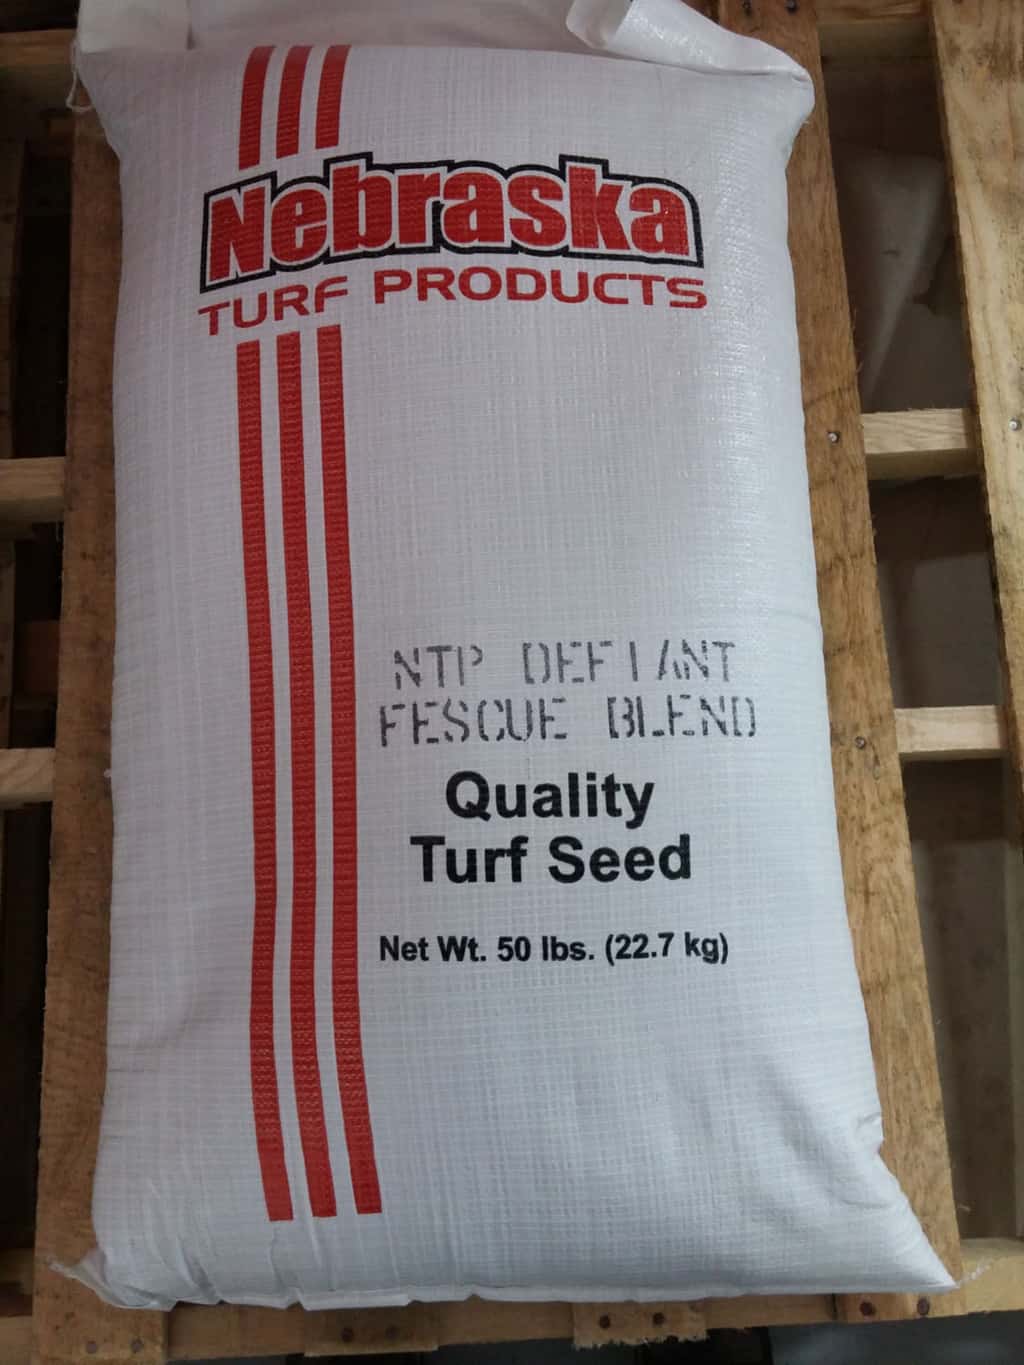 Nebraska
TURF PRODUCTS
NTP DEFIANT
FESCUE BLEND
Quality
Turf Seed
Net Wt. 50 lbs. (22.7 kg)